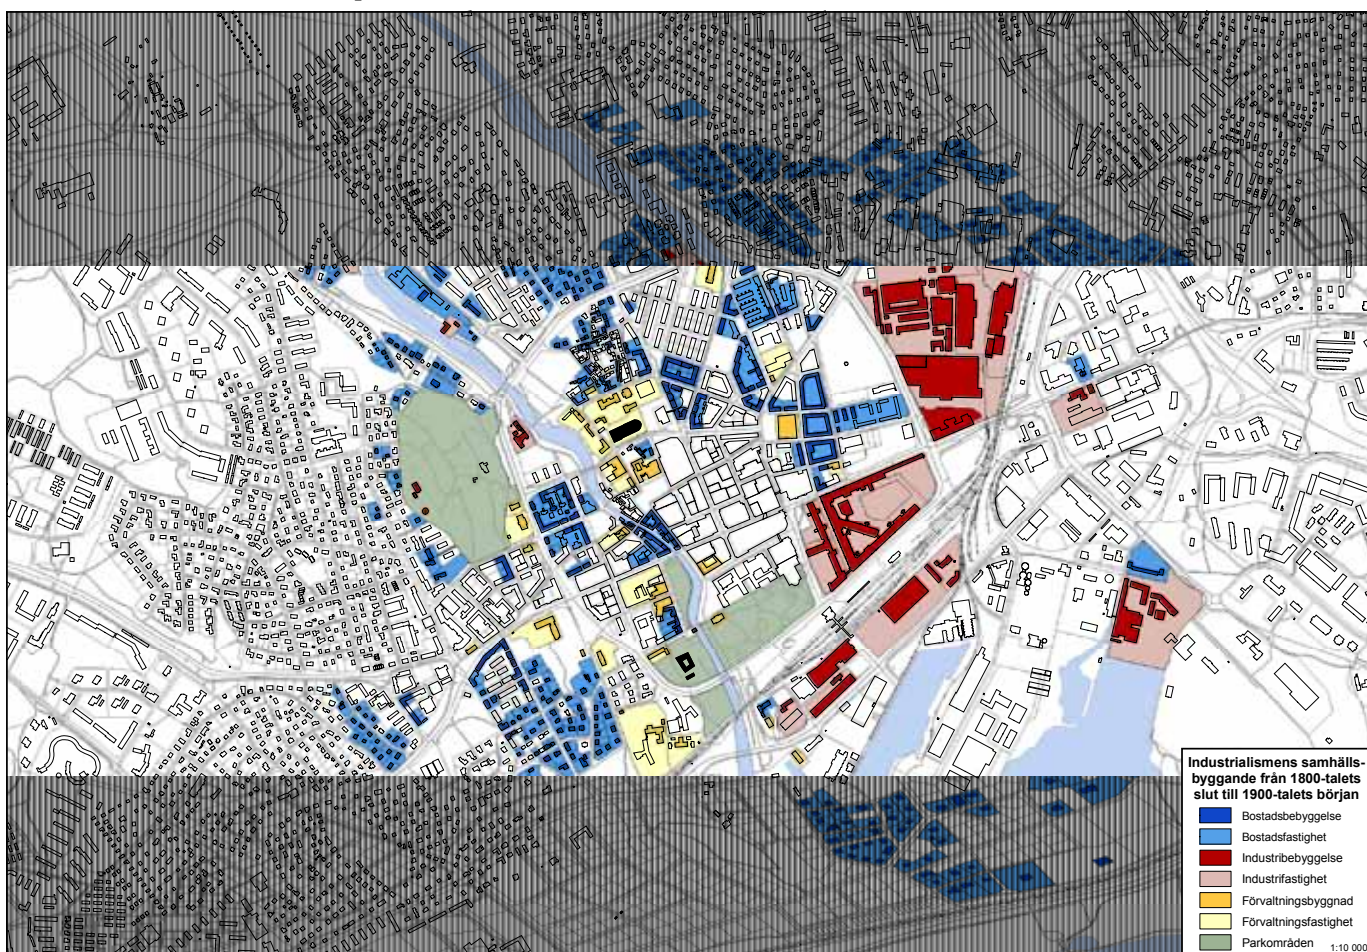 Industrialismens samhälls-
byggande från 1800-talets
slut till 1900-talets början
Bostadsbebyggelse
Bostadsfastighet
Industribebyggelse
Industrifastighet
Förvaltningsbyggnad
Förvaltningsfastighet
Parkområden
1:10 000